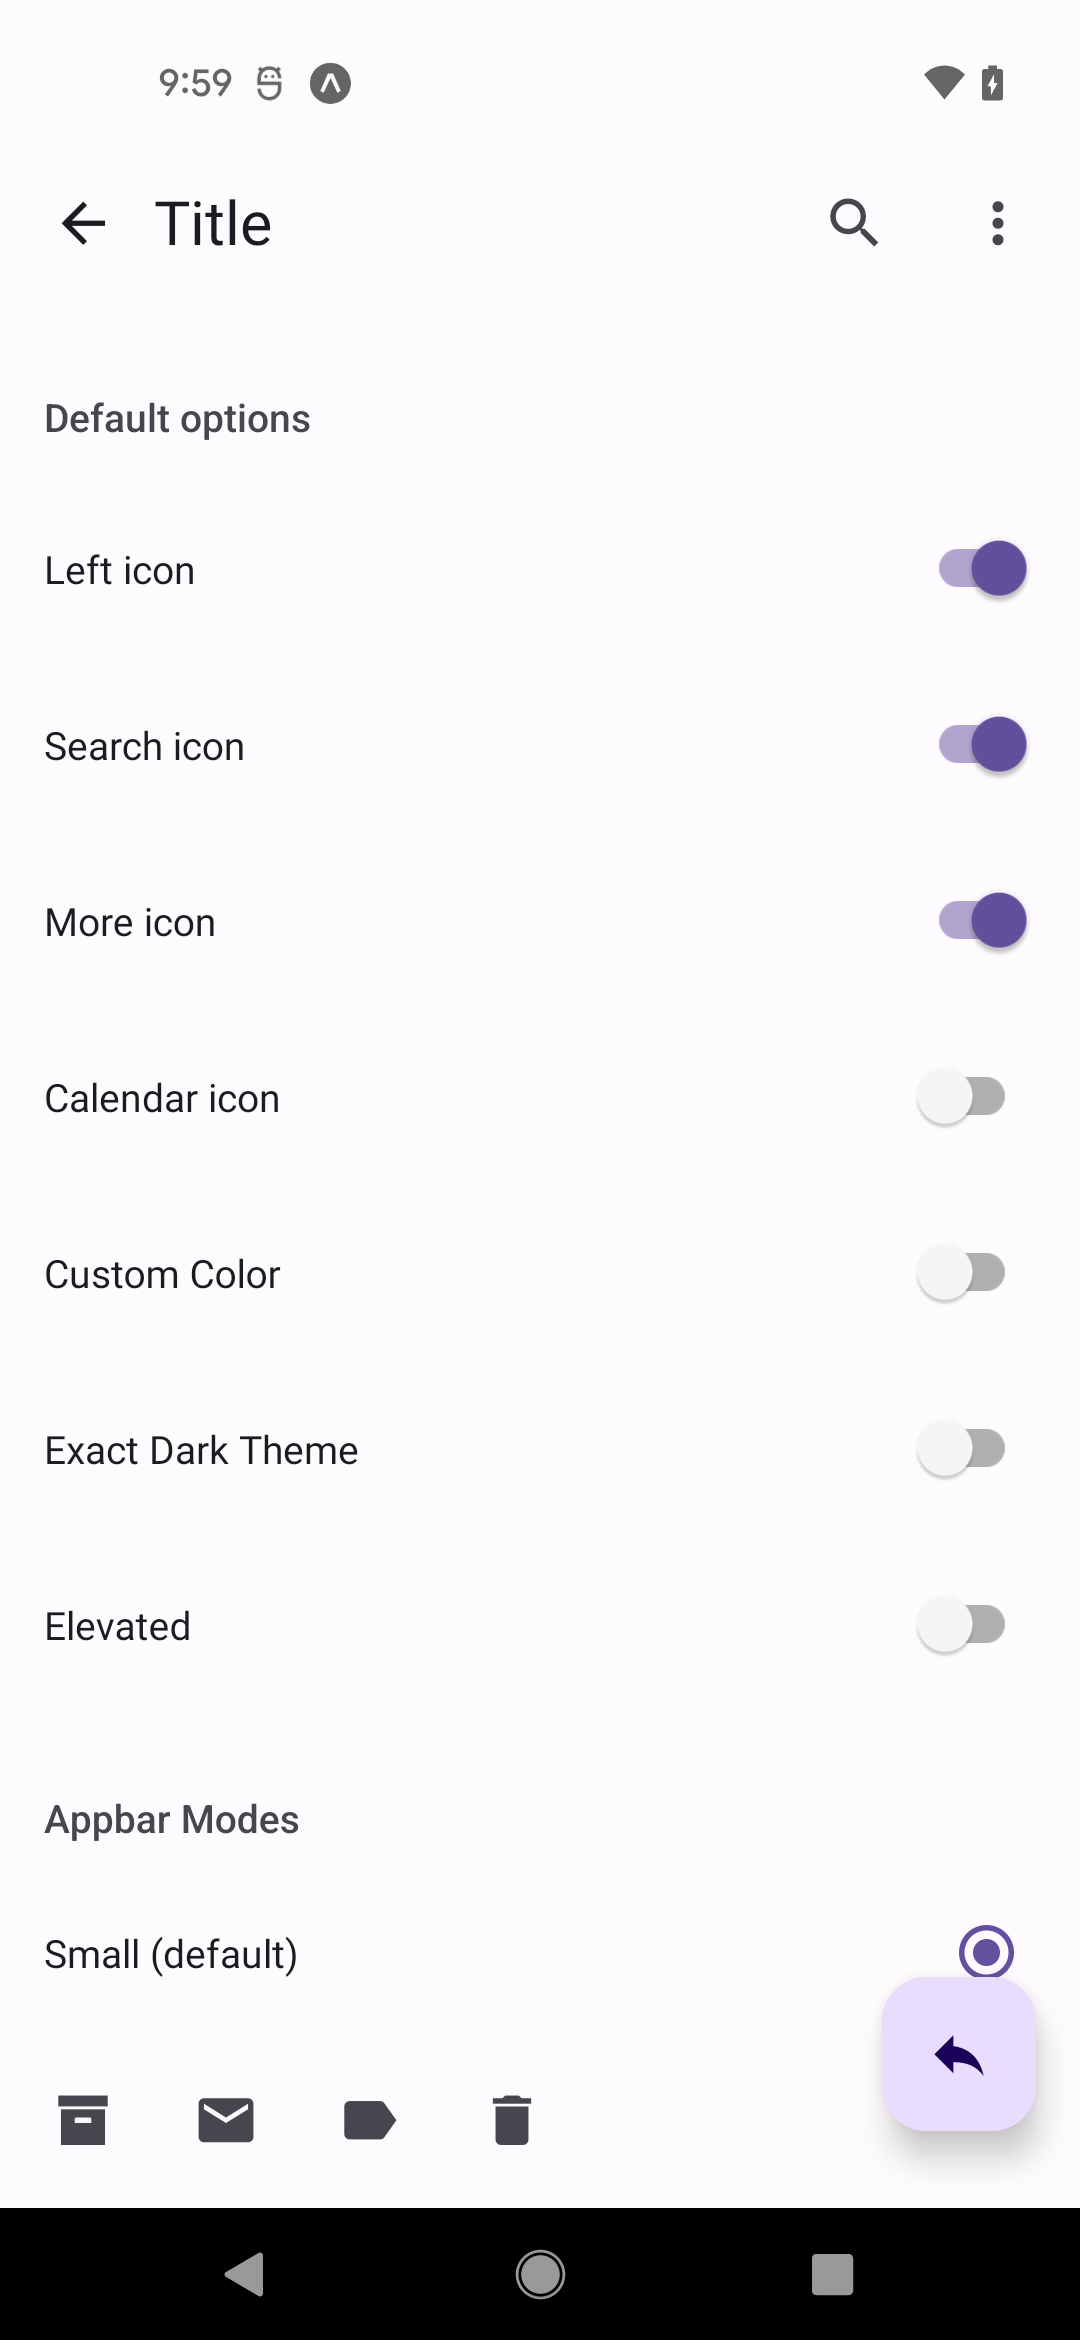 9:59
Title
Default options
Left icon
Search icon
More icon
Calendar icon
Custom Color
Exact Dark Theme
Elevated
Appbar Modes
Small (default)